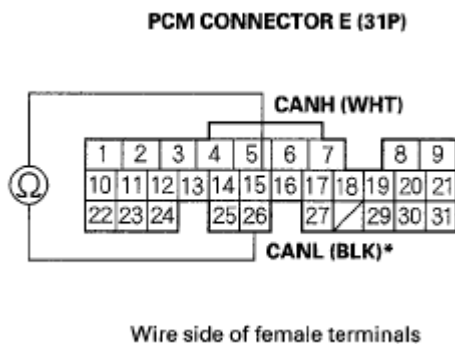 PCM CONNECTOR E (31P)
CANH (WHT)
1 2 3 4 5 6 7 8 9
Ω 10 11 12 13 14 15 16 17 18 19 20 21
22 23 24 25 26 27 29 30 31
CANL (BLK)*
Wire side of female terminals